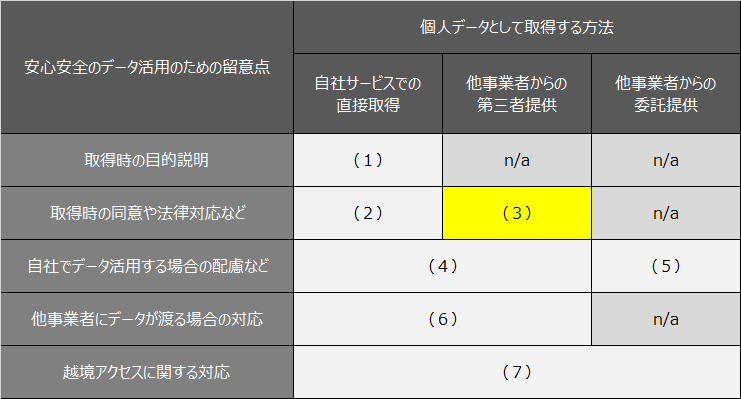 個人データとして取得する方法
安心安全のデータ活用のための留意点
自社サービスでの
直接取得
他事業者からの
第三者提供
他事業者からの
委託提供
取得時の目的説明
（１）
n/a
n/a
取得時の同意や法律対応など
（２）
（３）
n/a
自社でデータ活用する場合の配慮など
（４）
（５）
他事業者にデータが渡る場合の対応
（６）
n/a
越境アクセスに関する対応
（７）